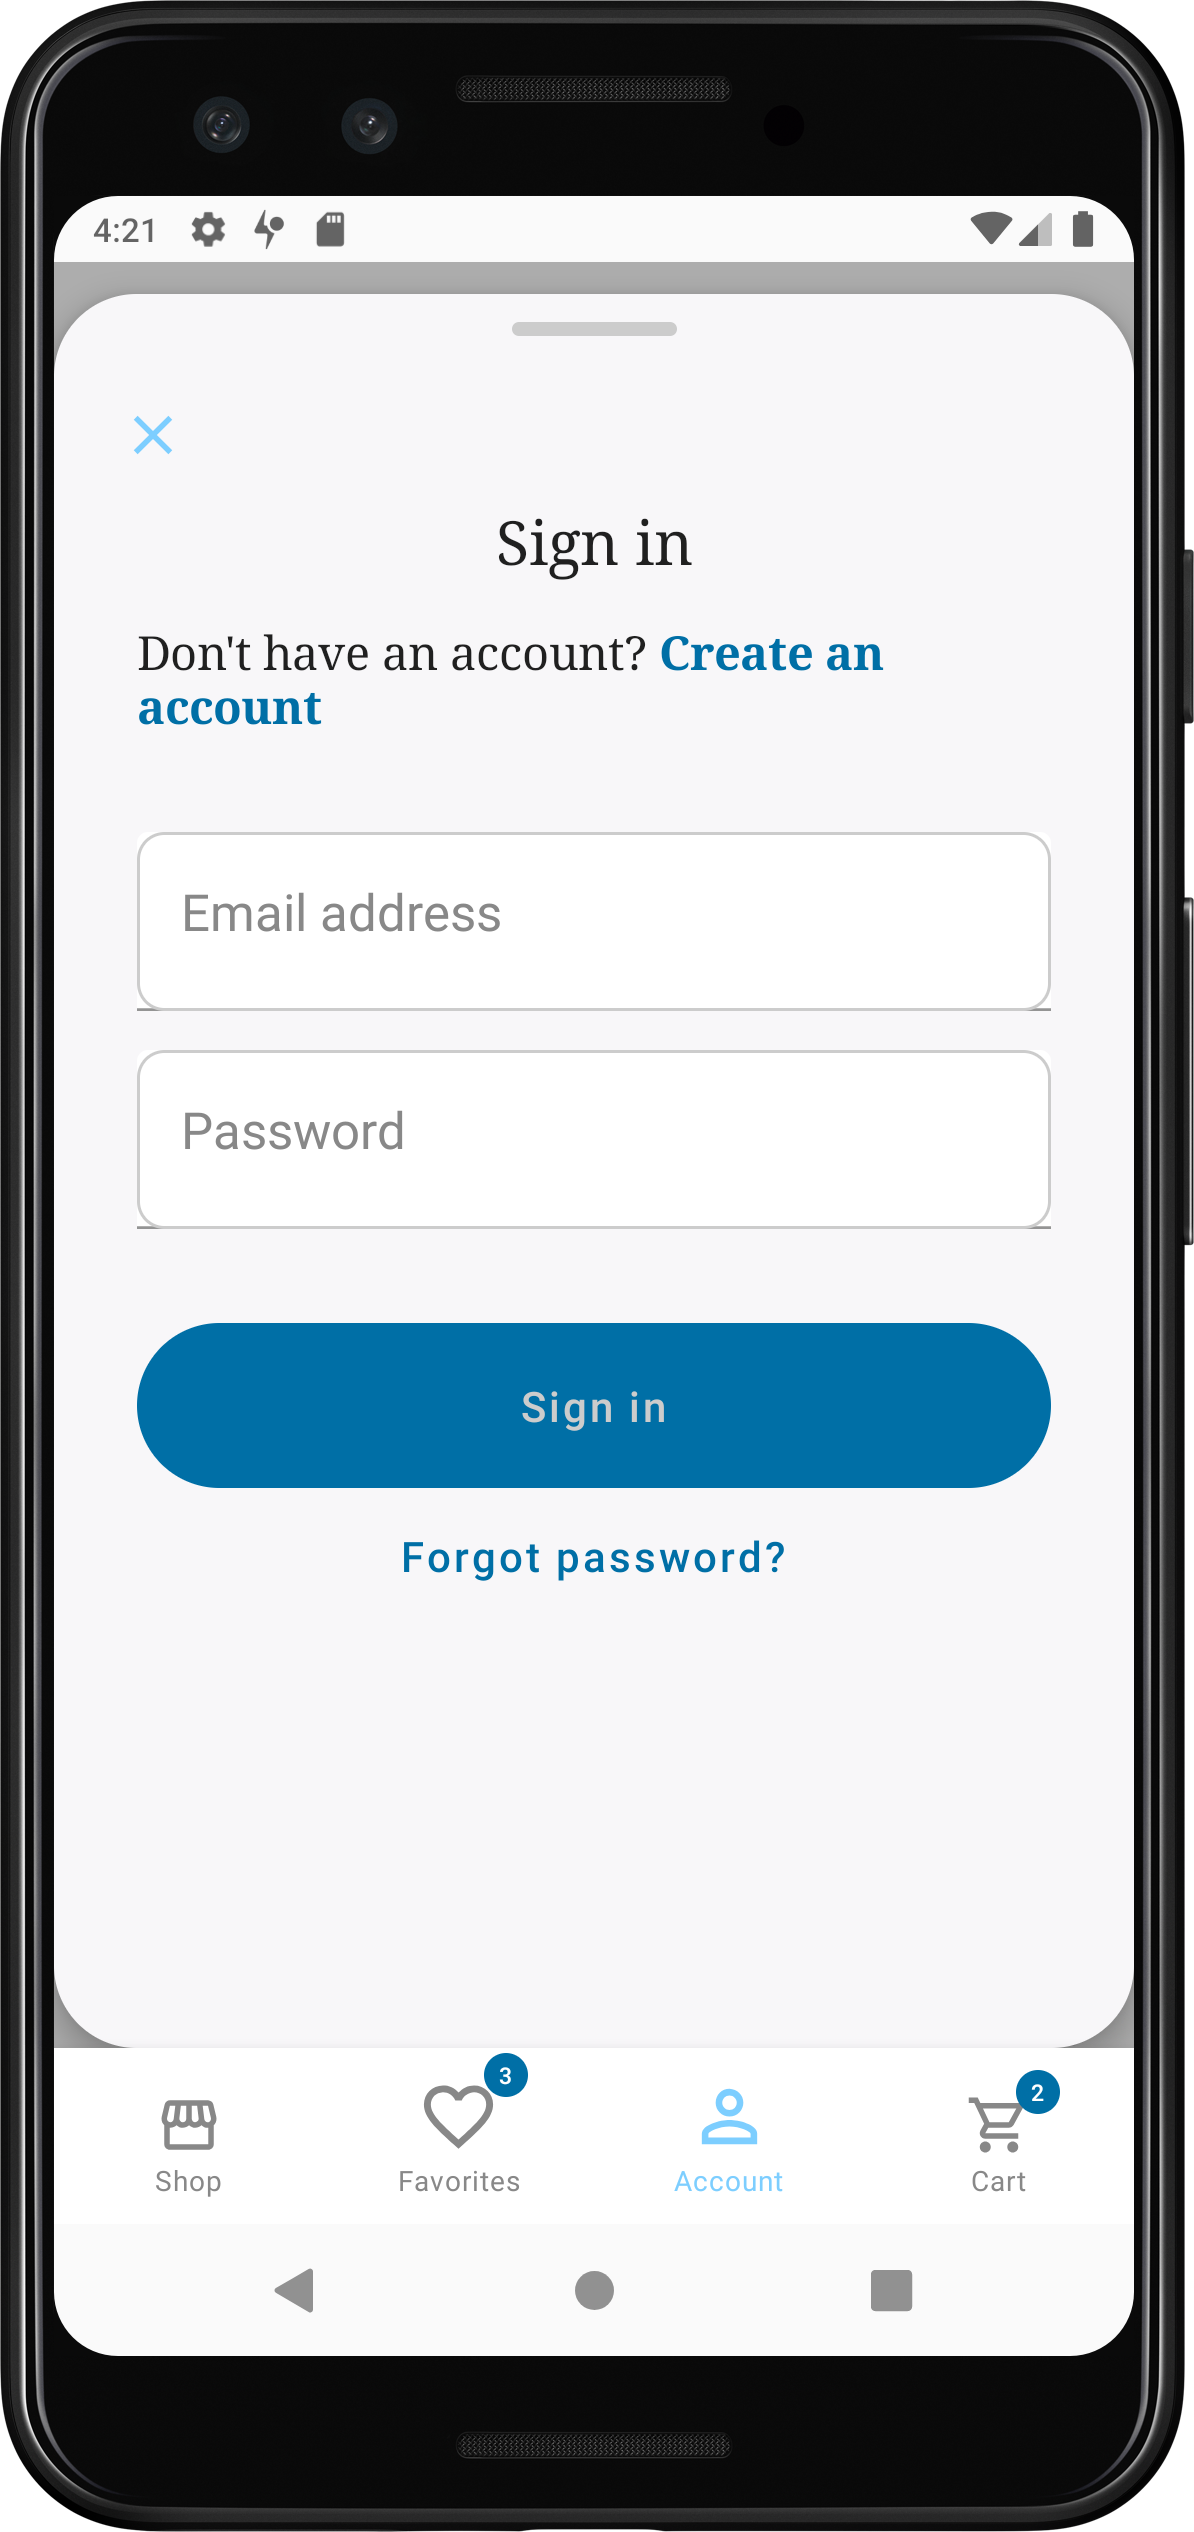 4:21
Sign in
Don't have an account? Create an
account
Email address
Password
Sign in
Forgot password?
3
2
Shop Favorites Account Cart